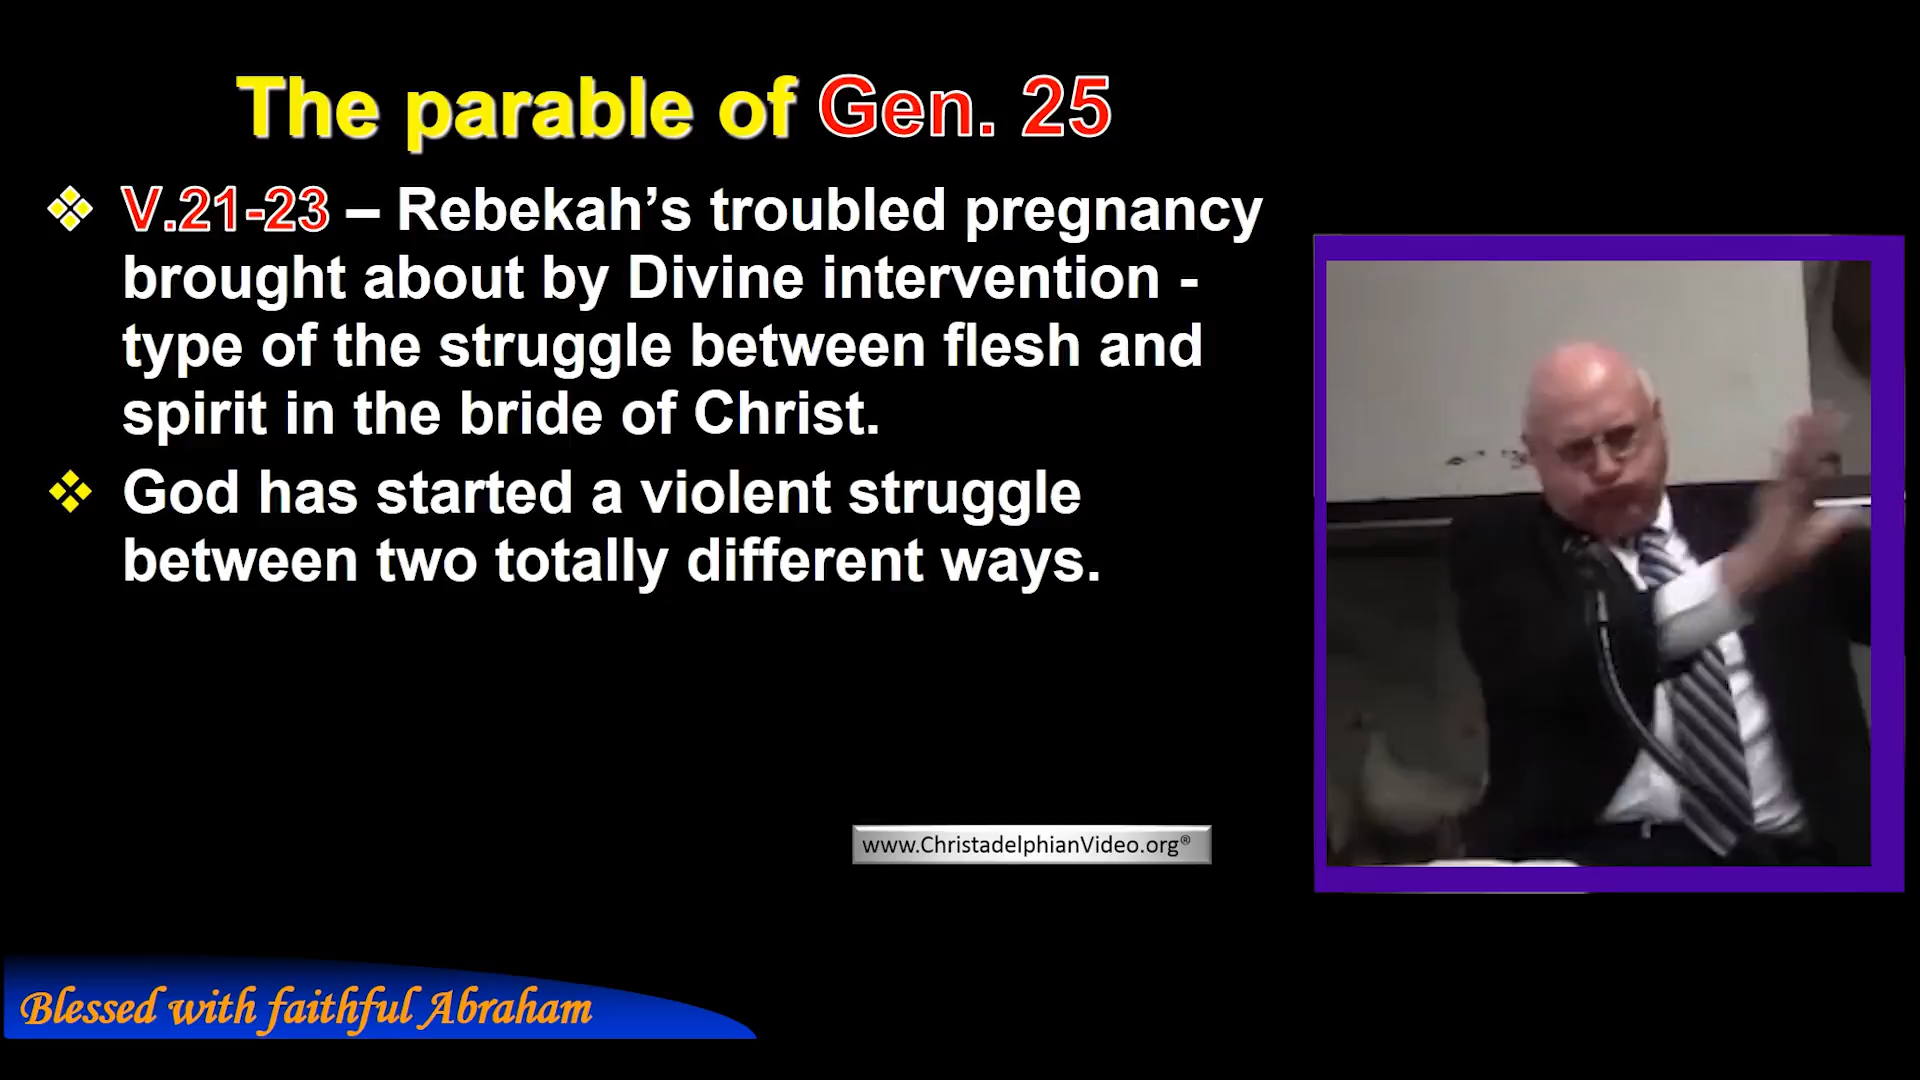 The parable of Gen. 25
V.21-23 – Rebekah’s troubled pregnancy
brought about by Divine intervention -
type of the struggle between flesh and
spirit in the bride of Christ.
God has started a violent struggle
between two totally different ways.
www.ChristadelphianVideo.org®
Blessed with faithful Abraham